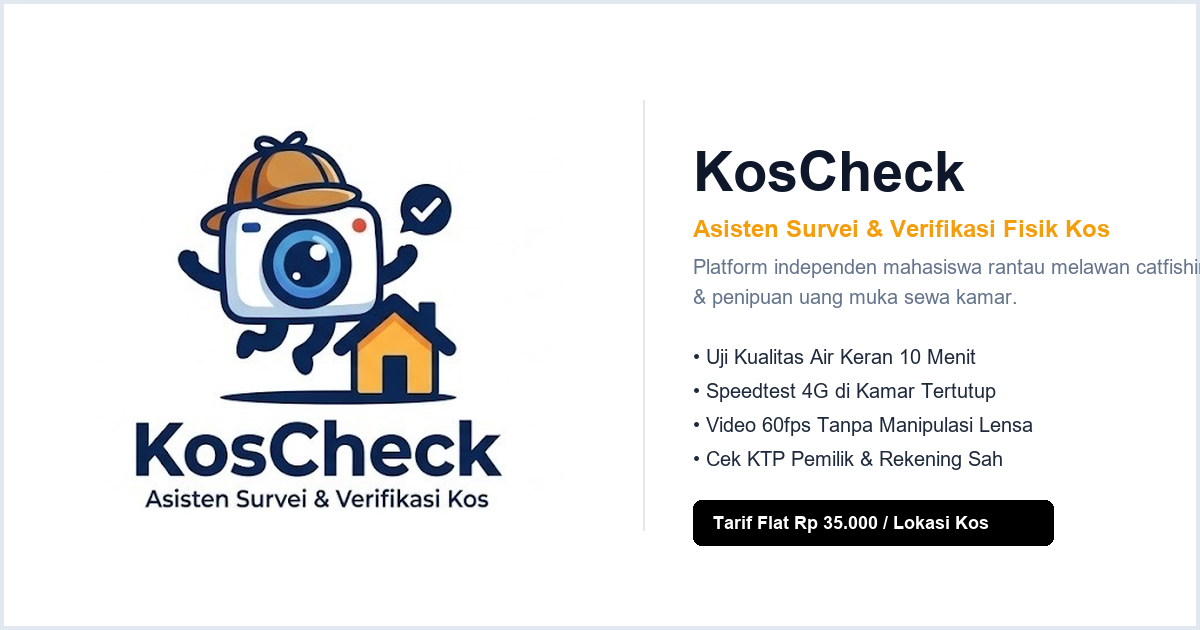 KosCheck
Asisten Survei & Verifikasi Kos
KosCheck
Asisten Survei & Verifikasi Fisik Kos
Platform independen mahasiswa rantau melawan catfishi
& penipuan uang muka sewa kamar.
• Uji Kualitas Air Keran 10 Menit
• Speedtest 4G di Kamar Tertutup
• Video 60fps Tanpa Manipulasi Lensa
• Cek KTP Pemilik & Rekening Sah
Tarif Flat Rp 35.000 / Lokasi Kos